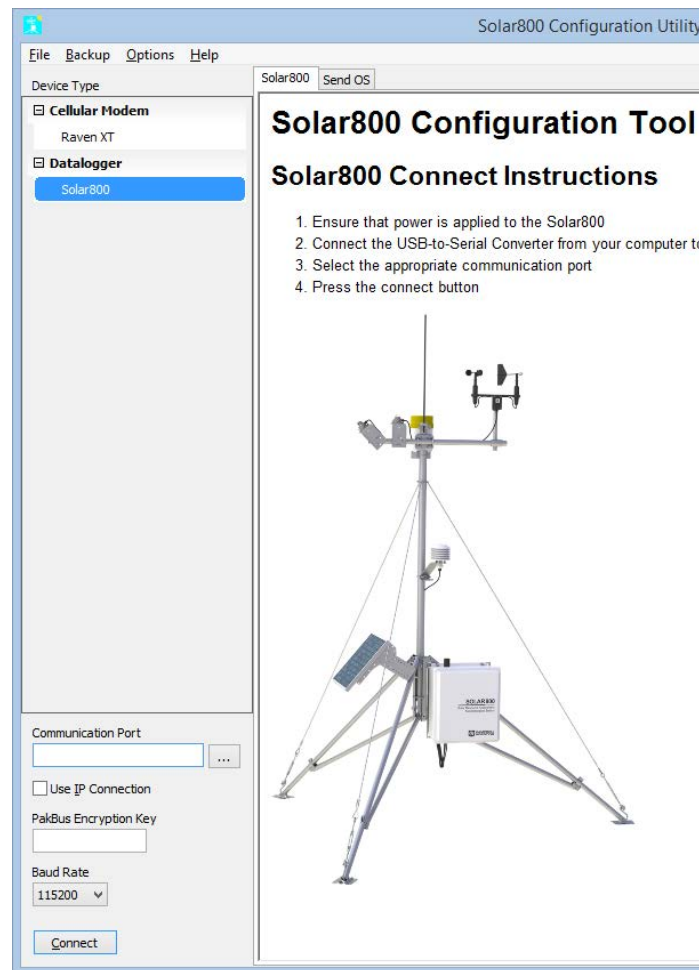 Solar800 Configuration Utility
File Backup Options Help
Device Type
Cellular Modem
Raven XT
Datalogger
Solar800
Communication Port
...
Use IP Connection
PakBus Encryption Key
Baud Rate
115200
Connect
Solar800 Send OS
Solar800 Configuration Tool
Solar800 Connect Instructions
1. Ensure that power is applied to the Solar800
2. Connect the USB-to-Serial Converter from your computer to
3. Select the appropriate communication port
4. Press the connect button
SOLAR800